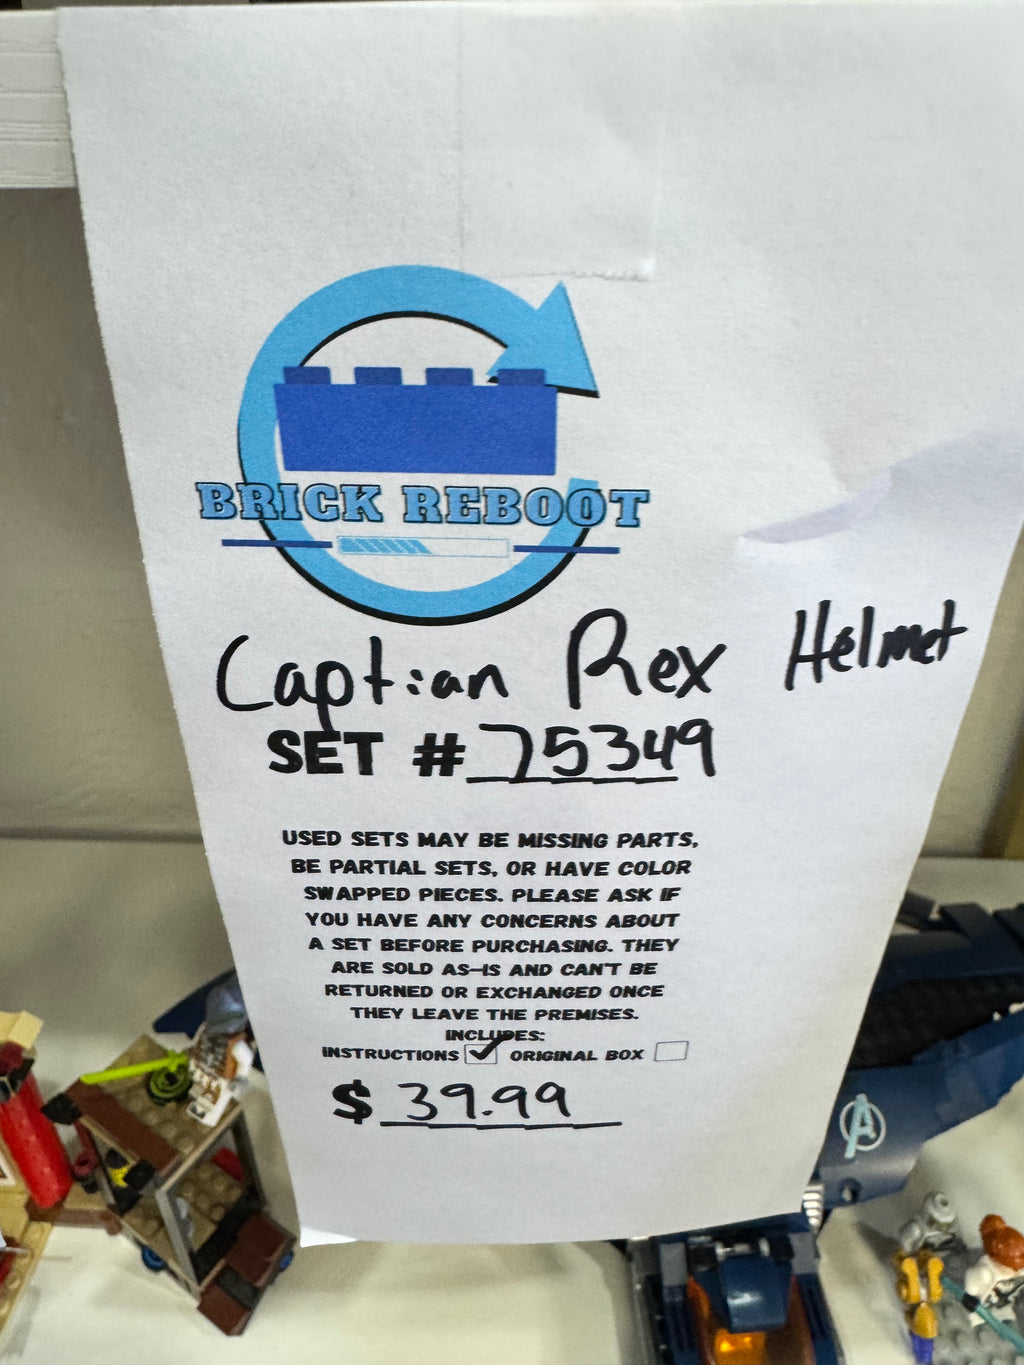 BRICK REBOOT
Captian Rex Helmet
SET # 75349
USED SETS MAY BE MISSING PARTS,
BE PARTIAL SETS, OR HAVE COLOR
SWAPPED PIECES. PLEASE ASK IF
YOU HAVE ANY CONCERNS ABOUT
A SET BEFORE PURCHASING. THEY
ARE SOLD AS-IS AND CAN'T BE
RETURNED OR EXCHANGED ONCE
THEY LEAVE THE PREMISES.
INCLUDES:
INSTRUCTIONS ORIGINAL BOX
$ 39.99
A